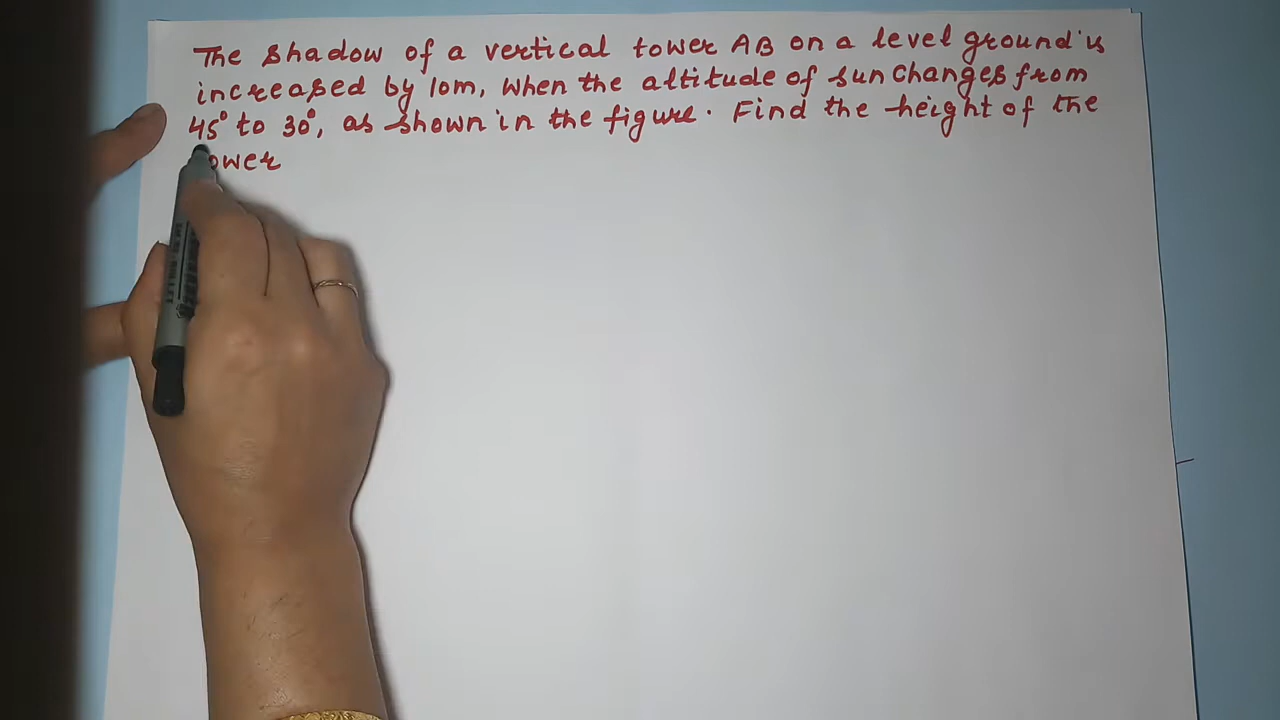 The shadow of a vertical tower AB on a level ground is
increased by 10m, when the altitude of sun changes from
45° to 30°, as shown in the figure. Find the height of the
tower